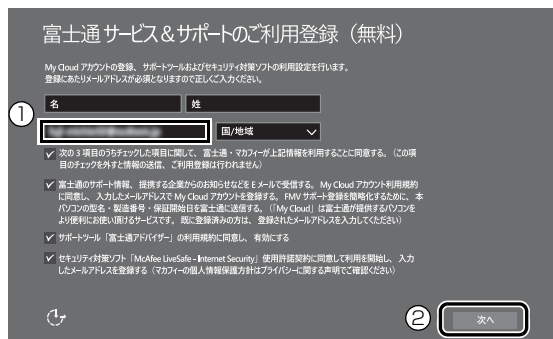 富士通サービス＆サポートのご利用登録（無料）
My Cloud アカウントの登録、サポートツールおよびセキュリティ対策ソフトの利用設定を行います。
登録にあたりメールアドレスが必須となりますので正しくご入力ください。
①
名
姓
国/地域
次の3項目のうちチェックした項目に関して、富士通・マカフィーが上記情報を利用することに同意する。（この項
目のチェックを外すと情報の送信、ご利用登録は行われません）
富士通のサポート情報、提携する企業からのお知らせなどをEメールで受信する。My Cloud アカウント利用規約
に同意し、入力したメールアドレスで My Cloud アカウントを登録する。FMV サポート登録を簡略化するために、本
パソコンの型名・製造番号・保証開始日を富士通に送信する。（「My Cloud」は富士通が提供するパソコンを
より便利にお使い頂けるサービスです。既に登録済みの方は、登録されたメールアドレスを入力してください）
サポートツール「富士通アドバイザー」の利用規約に同意し、有効にする
セキュリティ対策ソフト「McAfee LiveSafe - Internet Security」使用許諾契約に同意して利用を開始し、入力
したメールアドレスを登録する（マカフィーの個人情報保護方針はプライバシーに関する声明でご確認ください）
②
次へ